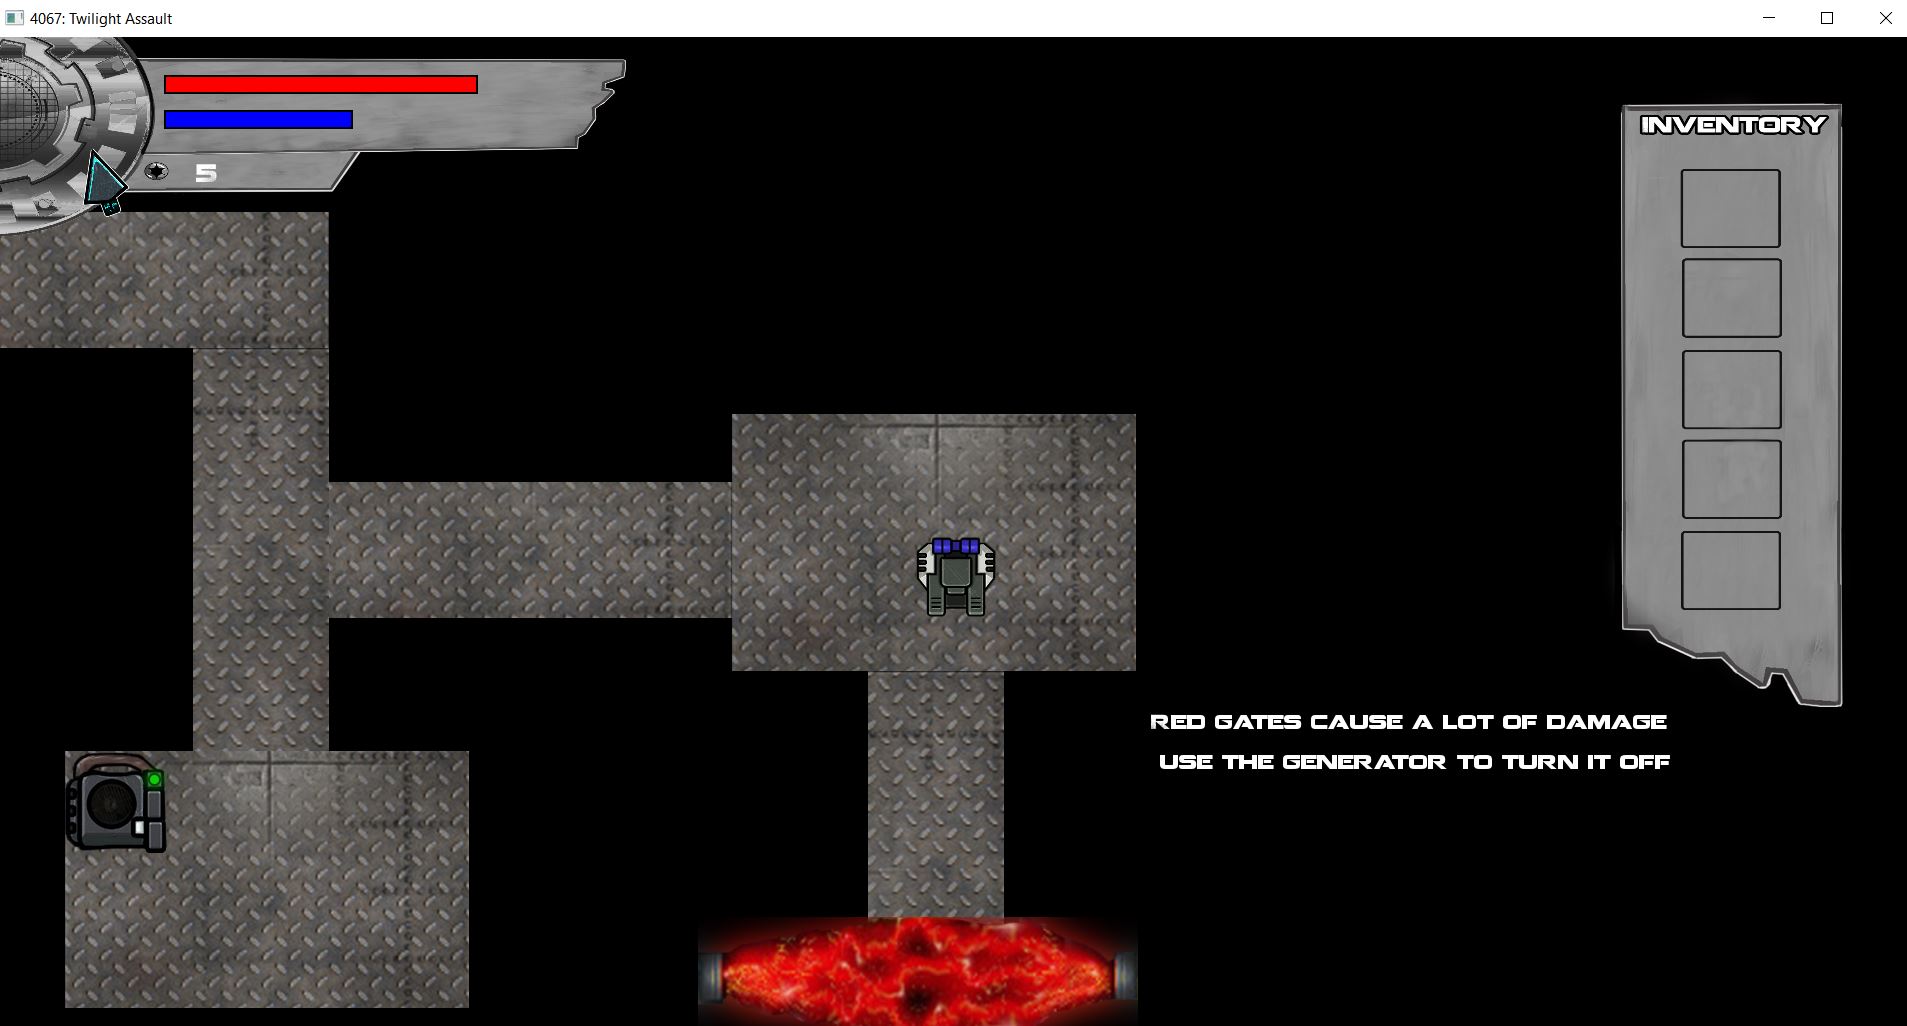 4067: Twilight Assault
5
INVENTORY
RED GATES CAUSE A LOT OF DAMAGE
USE THE GENERATOR TO TURN IT OFF